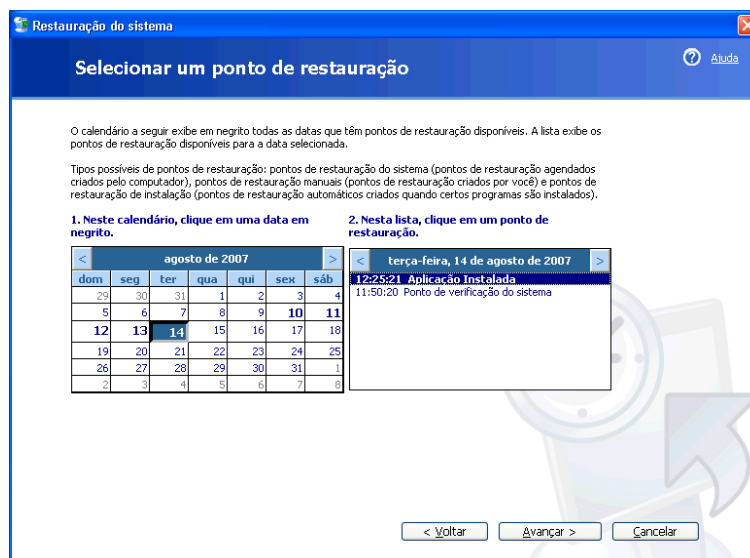 Restauração do sistema
Selecionar um ponto de restauração
Ajuda
O calendário a seguir exibe em negrito todas as datas que têm pontos de restauração disponíveis. A lista exibe os
pontos de restauração disponíveis para a data selecionada.
Tipos possíveis de pontos de restauração: pontos de restauração do sistema (pontos de restauração agendados
criados pelo computador), pontos de restauração manuais (pontos de restauração criados por você) e pontos de
restauração de instalação (pontos de restauração automáticos criados quando certos programas são instalados).
1. Neste calendário, clique em uma data em
negrito.
< agosto de 2007 >
dom seg ter qua qui sex sáb
29 30 31 1 2 3 4
5 6 7 8 9 10 11
12 13 14 15 16 17 18
19 20 21 22 23 24 25
26 27 28 29 30 31 1
2 3 4 5 6 7 8
2. Nesta lista, clique em um ponto de
restauração.
< terça-feira, 14 de agosto de 2007 >
12:25:21 Aplicação Instalada
11:50:20 Ponto de verificação do sistema
< Voltar
Avançar >
Cancelar